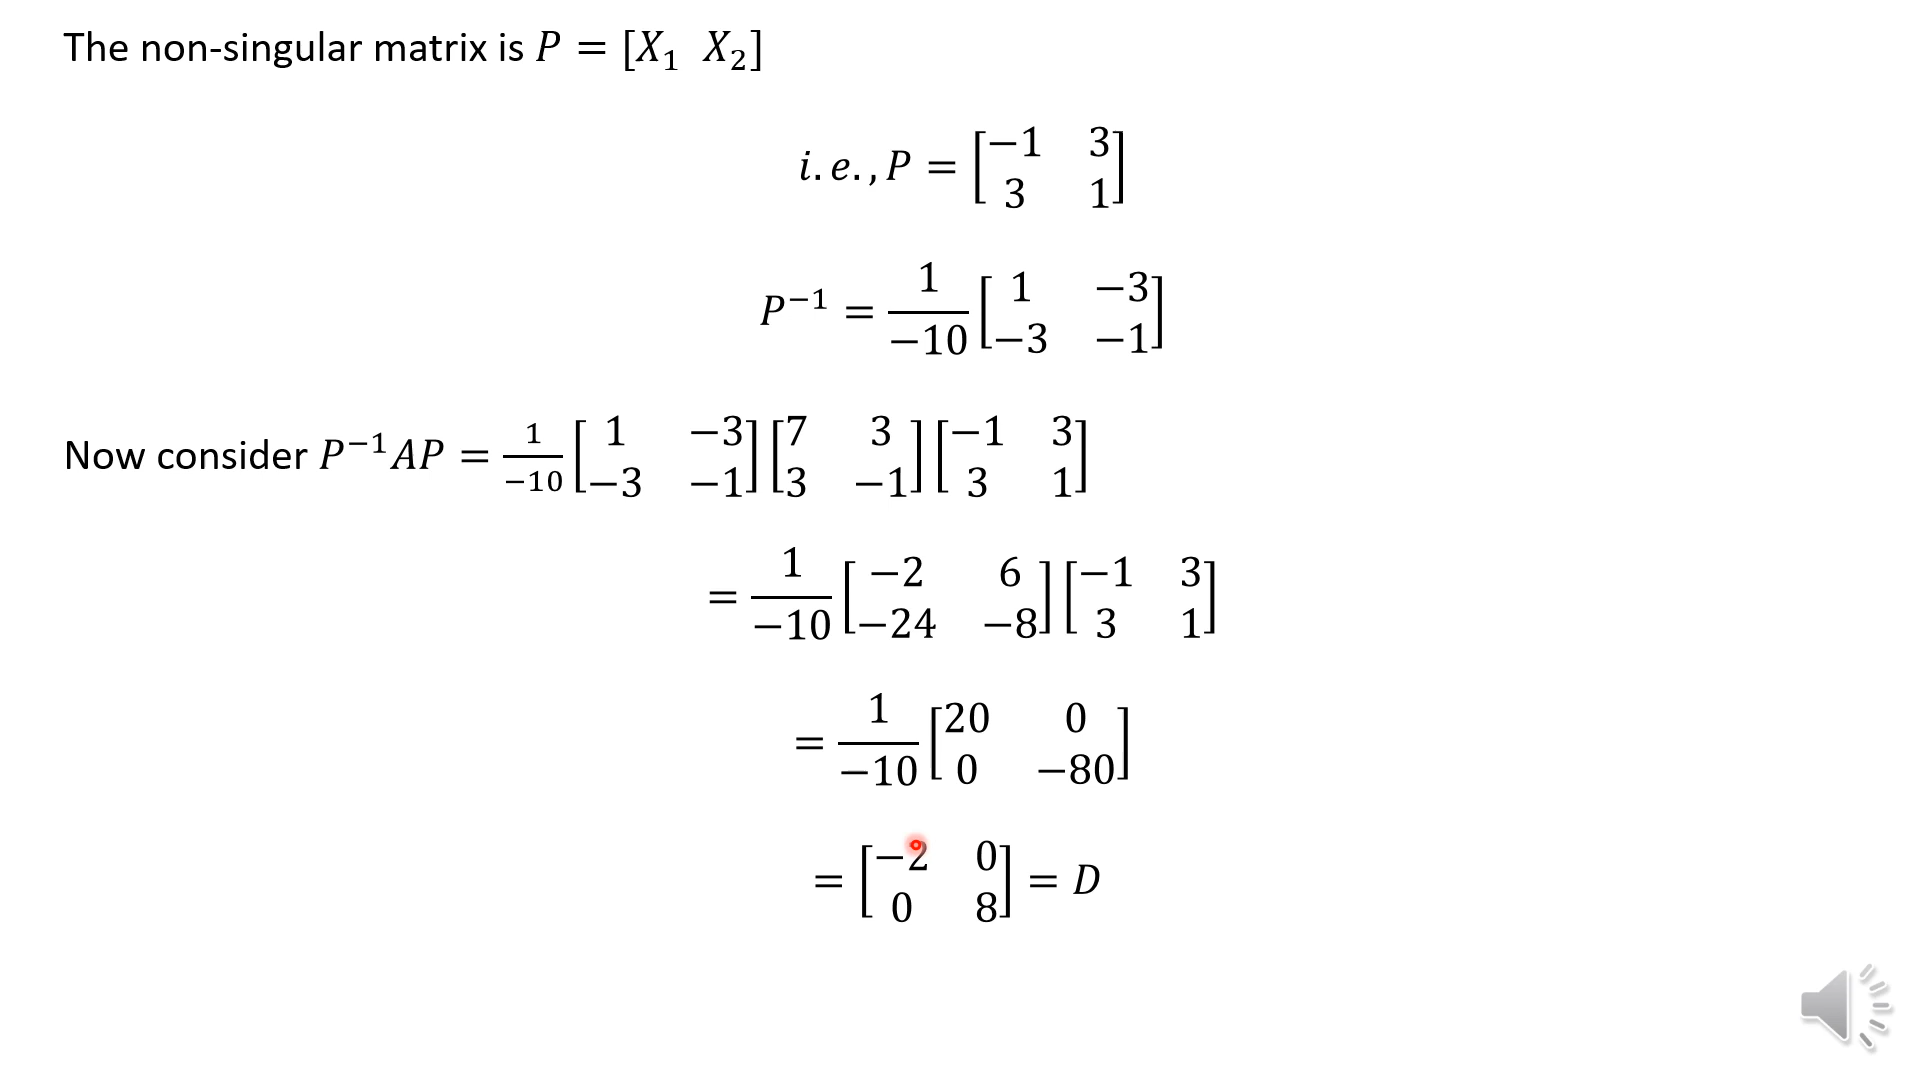 The non-singular matrix is 𝑃 = [𝑋₁ 𝑋₂]
𝑖. 𝑒. , 𝑃 = [−1 3; 3 1]
𝑃⁻¹ = 1/−10 [1 −3; −3 −1]
Now consider 𝑃⁻¹𝐴𝑃 = 1/−10 [1 −3; −3 −1] [7 3; 3 −1] [−1 3; 3 1]
= 1/−10 [−2 6; −24 −8] [−1 3; 3 1]
= 1/−10 [20 0; 0 −80]
= [−2 0; 0 8] = 𝐷